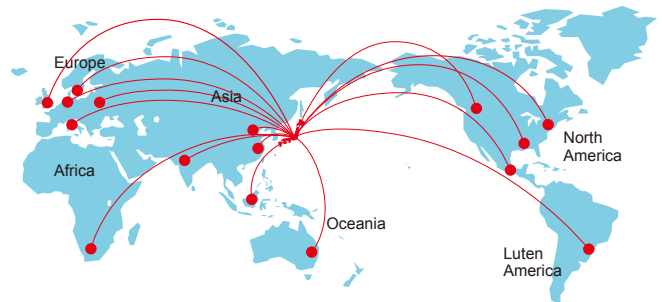 Europe
Asia
Africa
North
America
Oceania
Luten
America